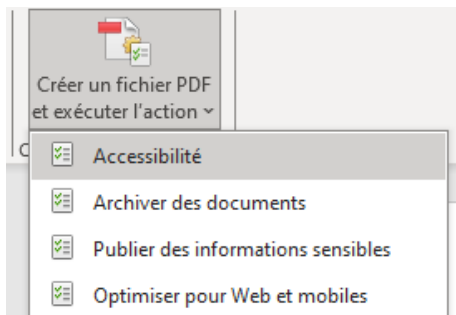 Créer un fichier PDF
et exécuter l'action
Accessibilité
Archiver des documents
Publier des informations sensibles
Optimiser pour Web et mobiles